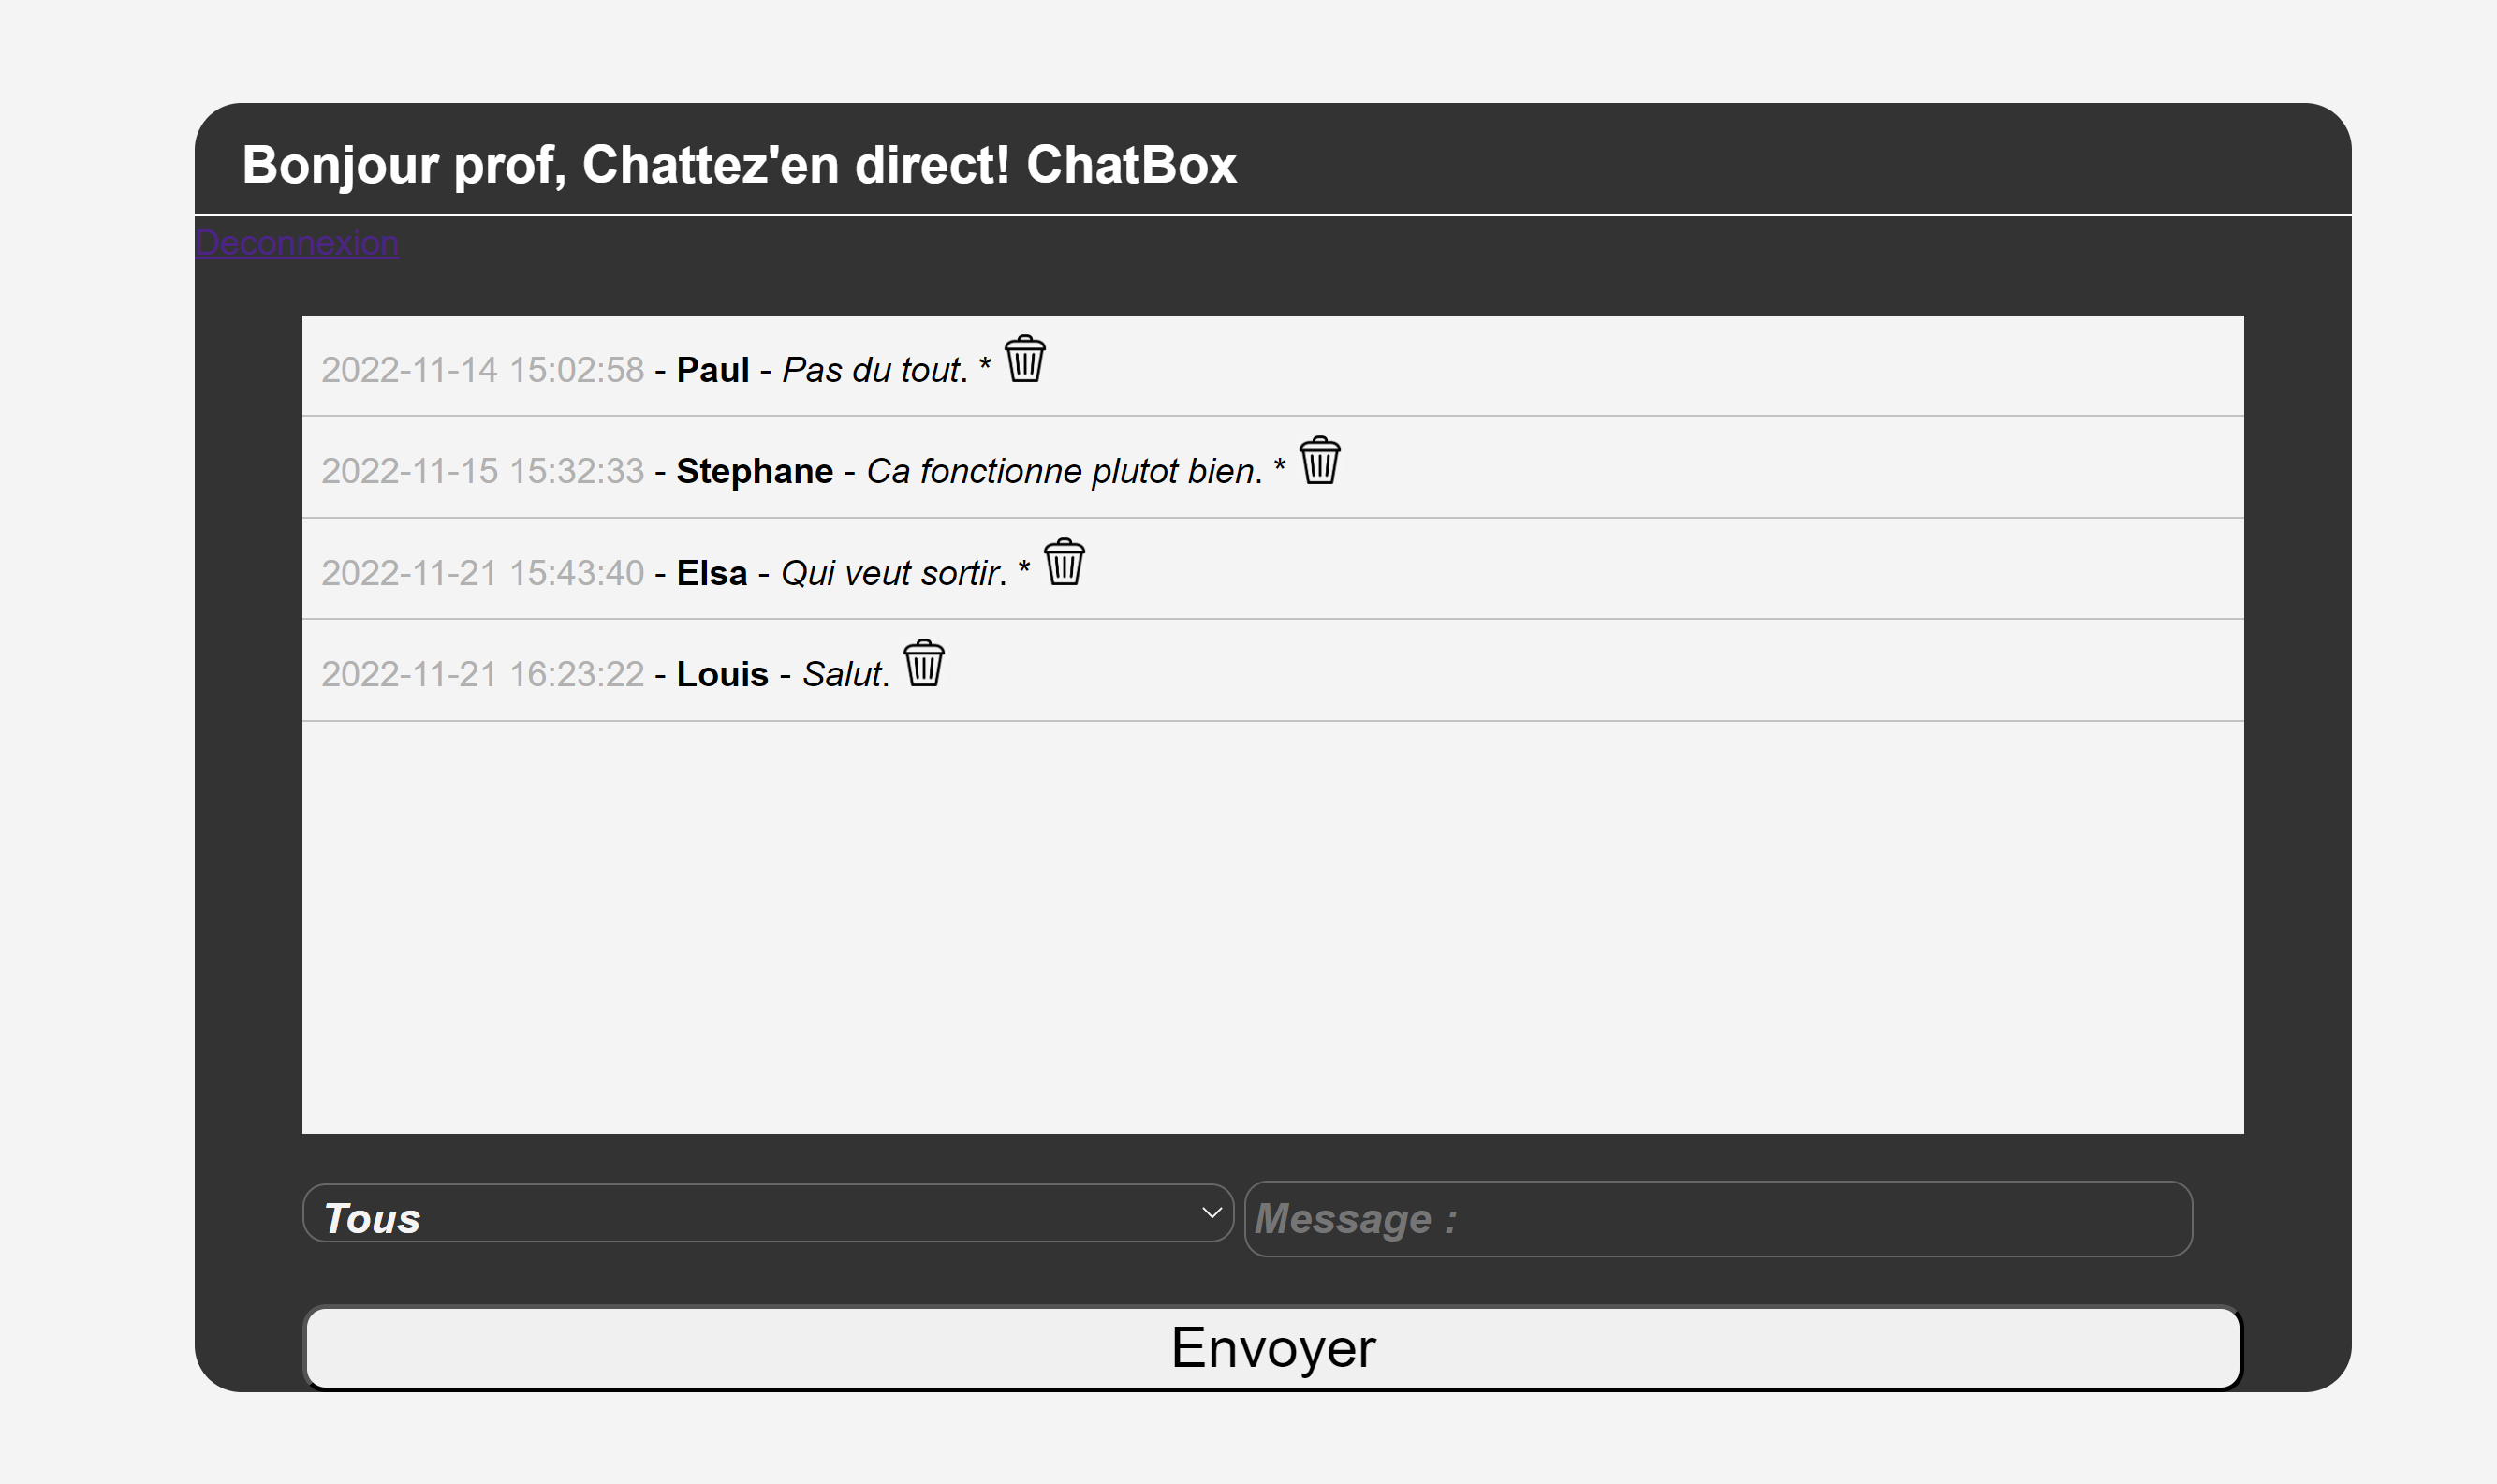 Bonjour prof, Chattez'en direct! ChatBox
Deconnexion
2022-11-14 15:02:58 - Paul - Pas du tout. *
2022-11-15 15:32:33 - Stephane - Ca fonctionne plutot bien. *
2022-11-21 15:43:40 - Elsa - Qui veut sortir. *
2022-11-21 16:23:22 - Louis - Salut.
Tous
Message :
Envoyer